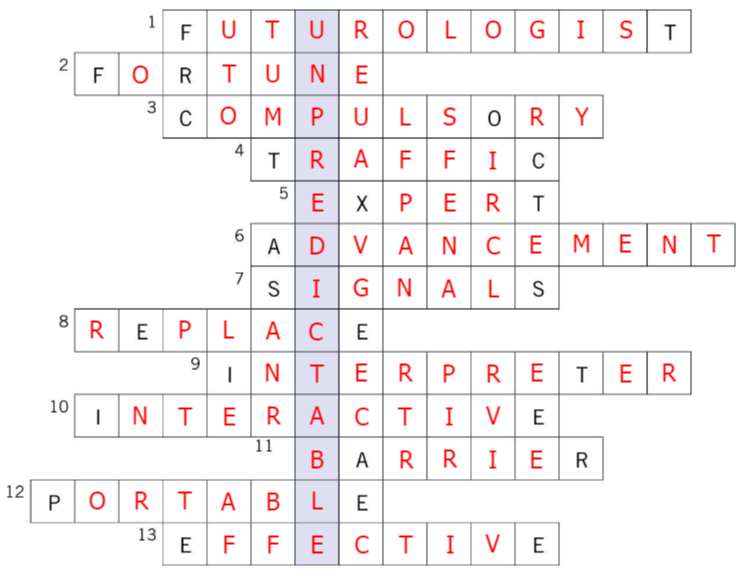 1 FUTUROLOGIST
2 FORTUNE
3 COMPULSORY
4 TRAFFIC
5 EXPERT
6 ADVANCEMENT
7 SIGNALS
8 REPLACE
9 INTERPRETER
10 INTERACTIVE
11 BARRIER
12 PORTABLE
13 EFFECTIVE